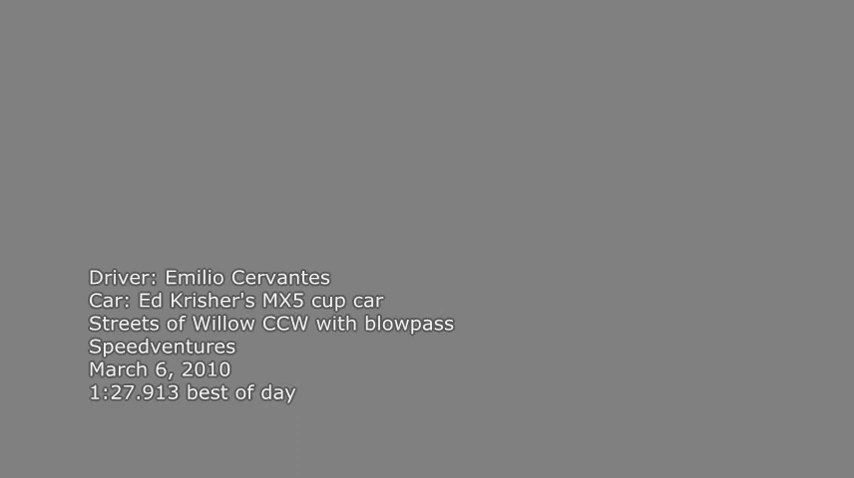 Driver: Emilio Cervantes
Car: Ed Krisher's MX5 cup car
Streets of Willow CCW with blowpass
Speedventures
March 6, 2010
1:27.913 best of day